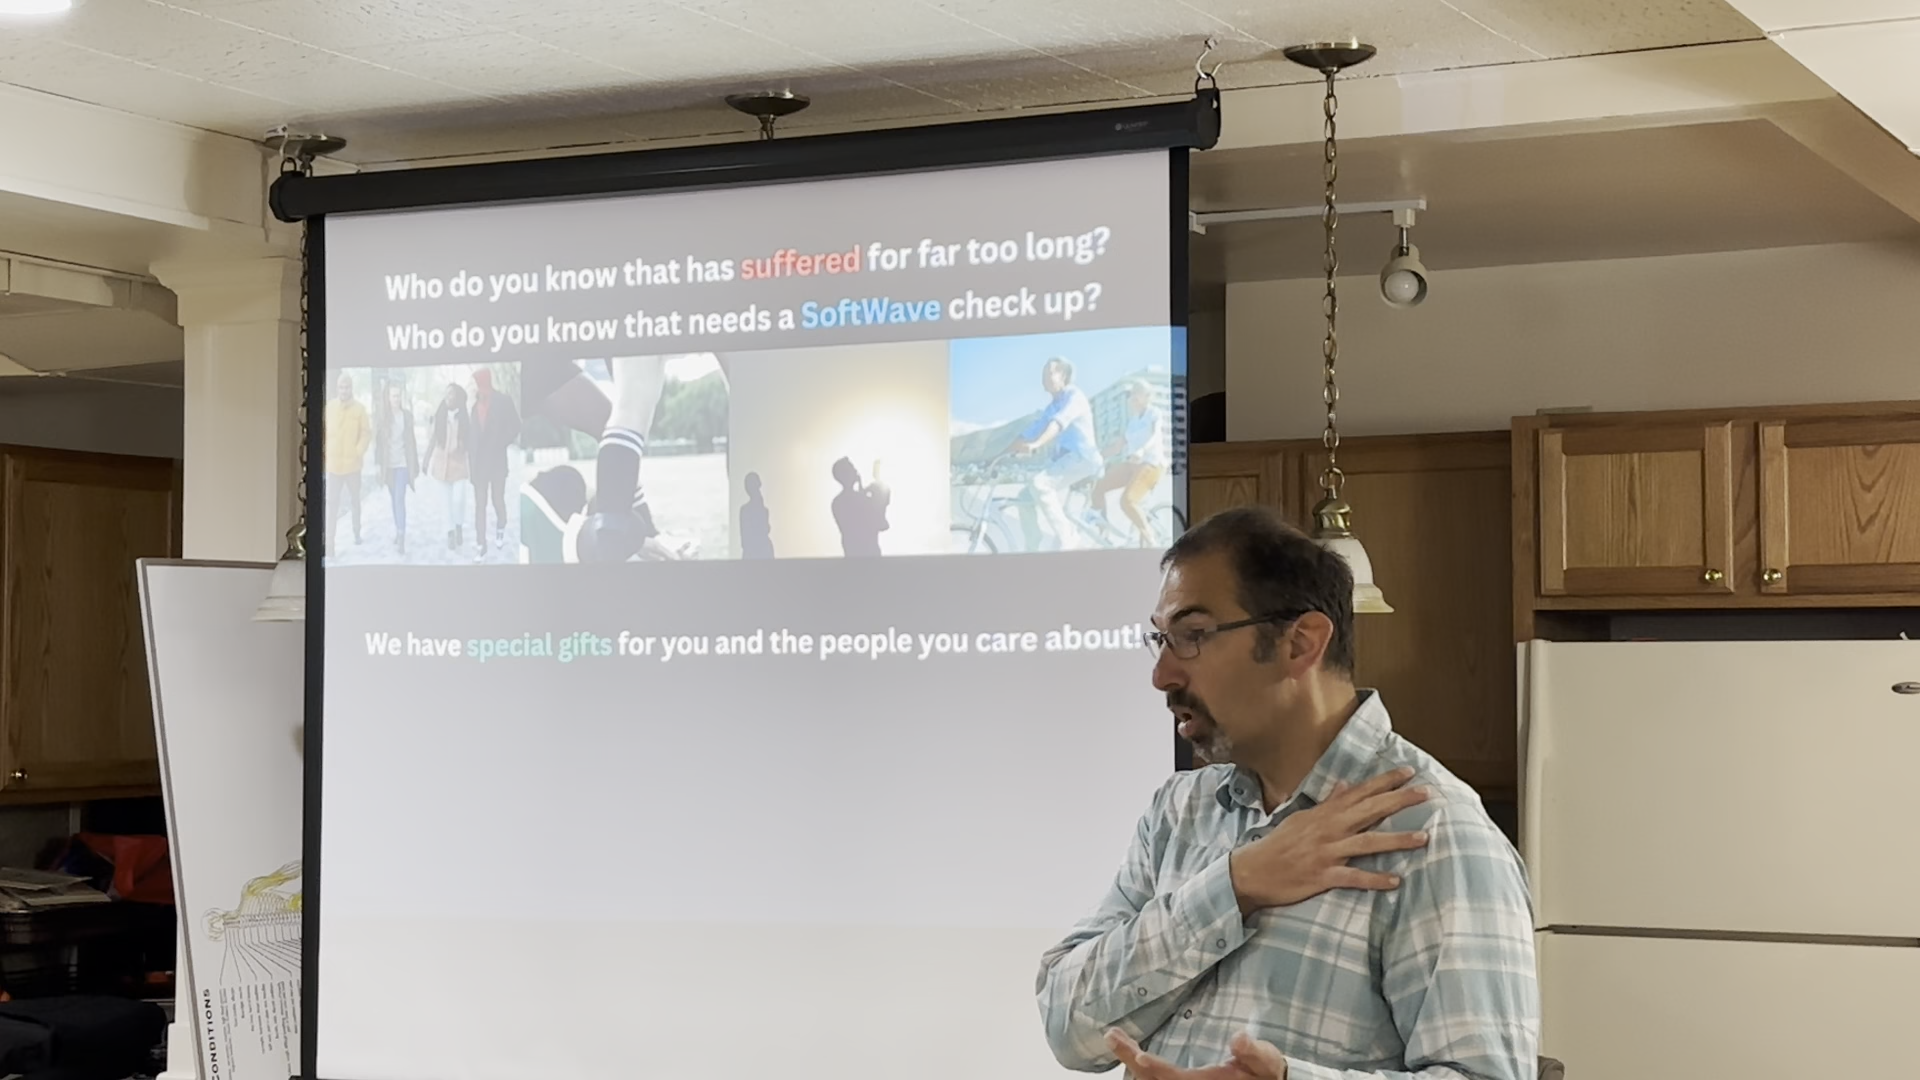 Who do you know that has suffered for far too long?
Who do you know that needs a SoftWave check up?
We have special gifts for you and the people you care about!
CONDITIONS